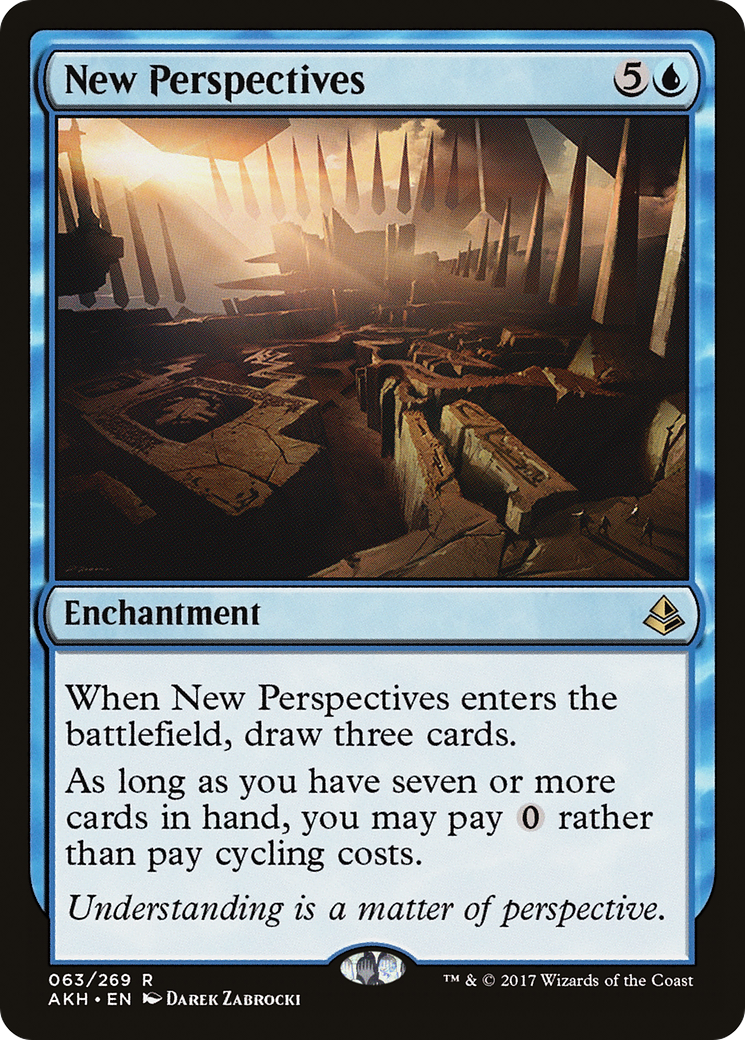 New Perspectives 5
Enchantment
When New Perspectives enters the
battlefield, draw three cards.
As long as you have seven or more
cards in hand, you may pay 0 rather
than pay cycling costs.
Understanding is a matter of perspective.
063/269 R
AKH • EN DAREK ZABROCKI
™ & © 2017 Wizards of the Coast